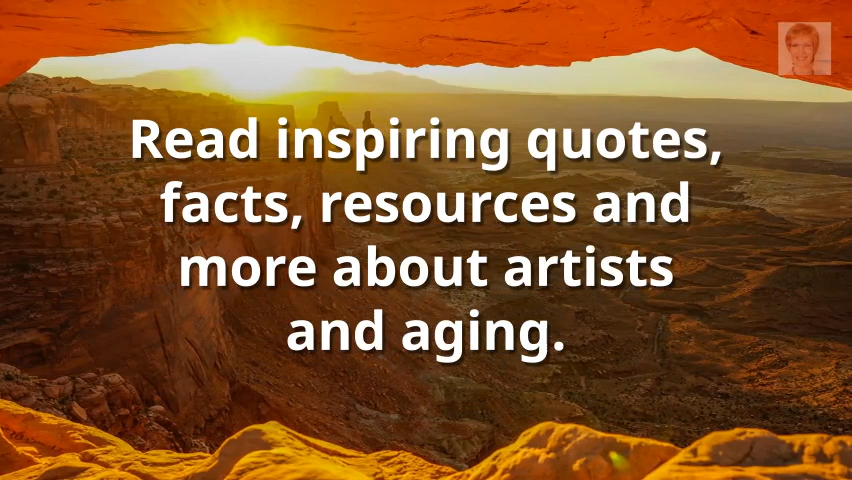 Read inspiring quotes,
facts, resources and
more about artists
and aging.